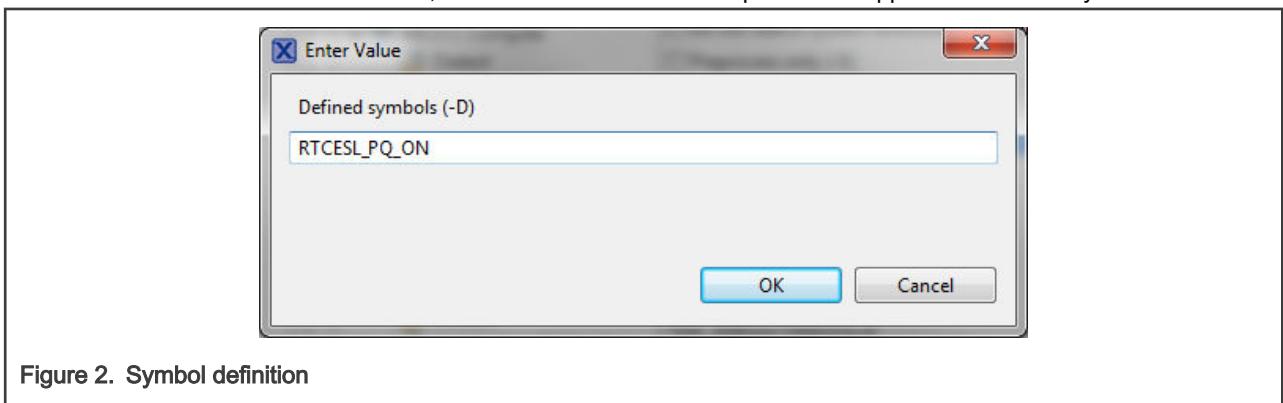 Enter Value
Defined symbols (-D)
RTCESL_PQ_ON
OK Cancel
Figure 2. Symbol definition